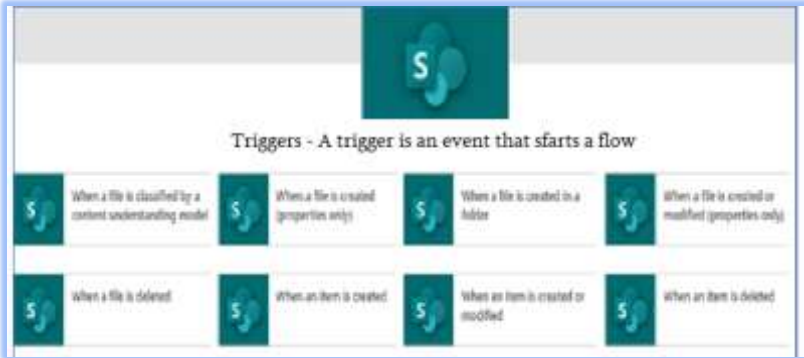 S
Triggers - A trigger is an event that sfarts a flow
S
When a file is classified by a
content understanding model
S
When a file is created
(properties only)
S
When a file is created in a
folder
S
When a file is created or
modified (properties only)
S
When a file is deleted
S
When an item is created
S
When an item is created or
modified
S
When an item is deleted